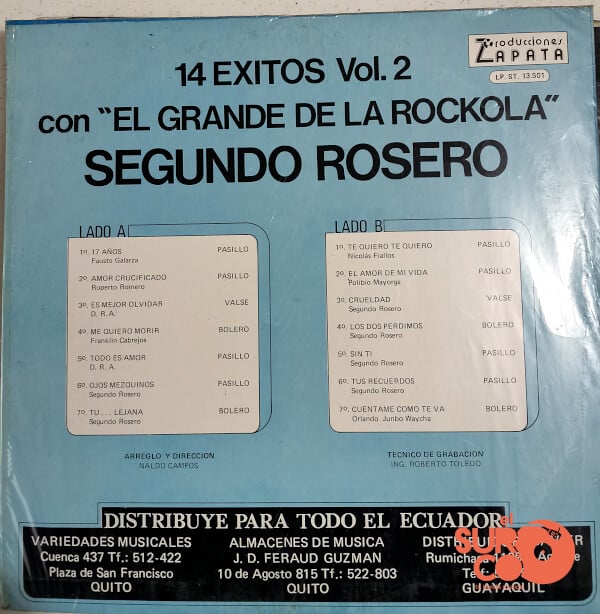 Producciones
ZAPATA
LP. ST. 13.501
14 EXITOS Vol. 2
con "EL GRANDE DE LA ROCKOLA"
SEGUNDO ROSERO
LADO A
1º. 17 AÑOS PASILLO
Fausto Galarza
2º. AMOR CRUCIFICADO PASILLO
Ruperto Romero
3º. ES MEJOR OLVIDAR VALSE
D. R. A.
4º. ME QUIERO MORIR BOLERO
Franklin Cabrejos
5º. TODO ES AMOR PASILLO
D. R. A.
6º. OJOS MEZQUINOS PASILLO
Segundo Rosero
7º. TU . . . LEJANA BOLERO
Segundo Rosero
LADO B
1º. TE QUIERO TE QUIERO PASILLO
Nicolás Fiallos
2º. EL AMOR DE MI VIDA PASILLO
Polibio Mayorga
3º. CRUELDAD VALSE
Segundo Rosero
4º. LOS DOS PERDIMOS BOLERO
Segundo Rosero
5º. SIN TI PASILLO
Segundo Rosero
6º. TUS RECUERDOS PASILLO
Segundo Rosero
7º. CUENTAME COMO TE VA BOLERO
Orlando Junbo Waycha
ARREGLO Y DIRECCION
NALDO CAMPOS
TECNICO DE GRABACION
ING. ROBERTO TOLEDO
DISTRIBUYE PARA TODO EL ECUADOR
VARIEDADES MUSICALES
Cuenca 437 Tf.: 512-422
Plaza de San Francisco
QUITO
ALMACENES DE MUSICA
J. D. FERAUD GUZMAN
10 de Agosto 815 Tf.: 522-803
QUITO
Rumichaca
GUAYAQUIL
el
SURCO